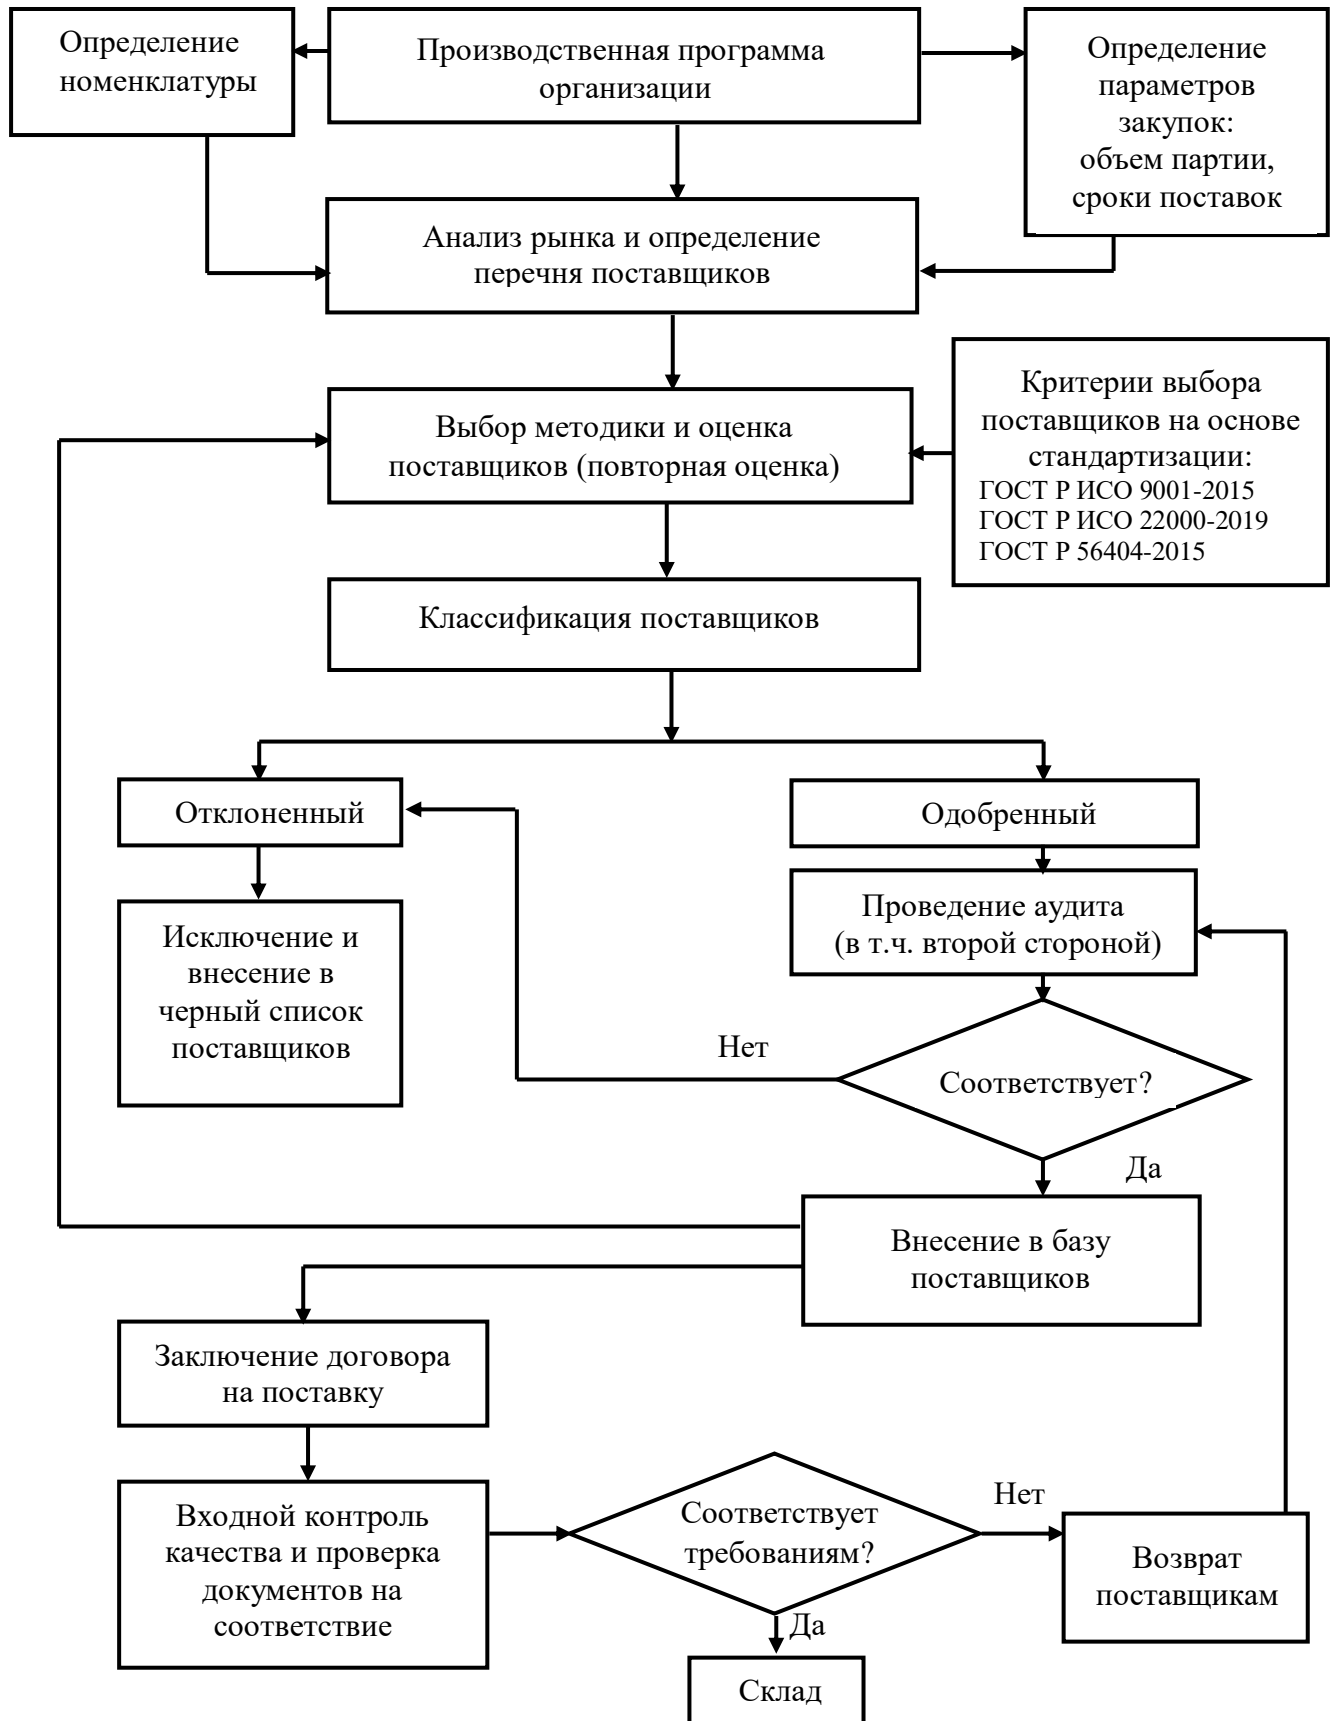 Определение
номенклатуры
Производственная программа
организации
Определение
параметров
закупок:
объем партии,
сроки поставок
Анализ рынка и определение
перечня поставщиков
Критерии выбора
поставщиков на основе
стандартизации:
ГОСТ Р ИСО 9001-2015
ГОСТ Р ИСО 22000-2019
ГОСТ Р 56404-2015
Выбор методики и оценка
поставщиков (повторная оценка)
Классификация поставщиков
Отклоненный
Одобренный
Исключение и
внесение в
черный список
поставщиков
Проведение аудита
(в т.ч. второй стороной)
Нет
Соответствует?
Да
Внесение в базу
поставщиков
Заключение договора
на поставку
Входной контроль
качества и проверка
документов на
соответствие
Соответствует
требованиям?
Нет
Возврат
поставщикам
Да
Склад